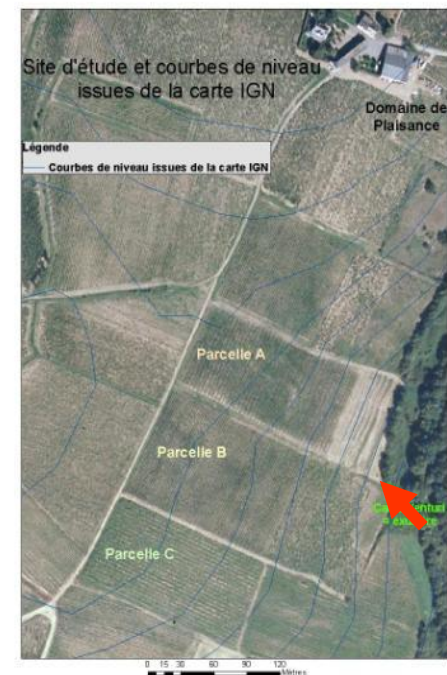 Site d'étude et courbes de niveau
issues de la carte IGN
Domaine de
Plaisance
Légende
Courbes de niveau issues de la carte IGN
Parcelle A
Parcelle B
Parcelle C
0 15 30 60 90 120
Mètres